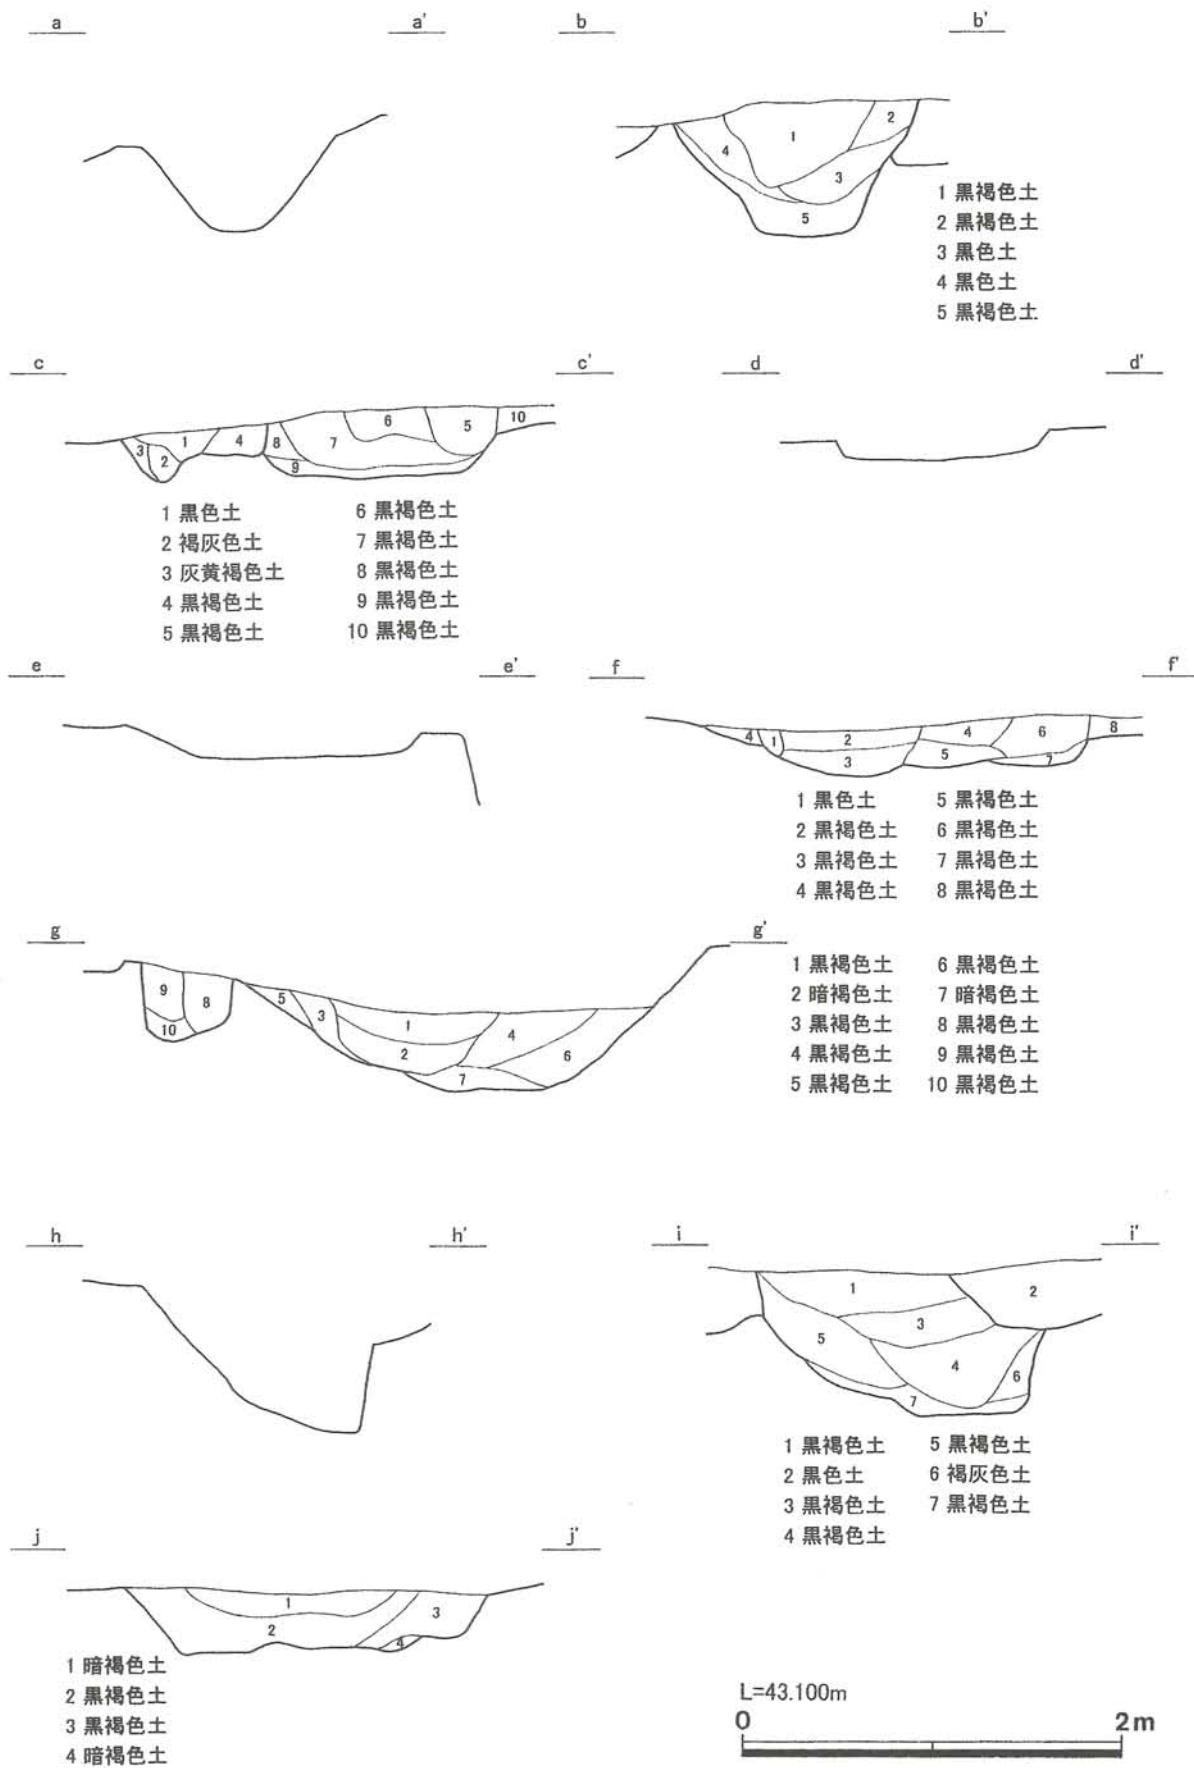 a a' b b'
1 2 3 4 5
1 黒褐色土
2 黒褐色土
3 黒色土
4 黒色土
5 黒褐色土
c c' d d'
1 2 3 4 5 6 7 8 9 10
1 黒色土
2 褐灰色土
3 灰黄褐色土
4 黒褐色土
5 黒褐色土
6 黒褐色土
7 黒褐色土
8 黒褐色土
9 黒褐色土
10 黒褐色土
e e' f f'
4 1 2 3 4 5 6 7 8
1 黒色土
2 黒褐色土
3 黒褐色土
4 黒褐色土
5 黒褐色土
6 黒褐色土
7 黒褐色土
8 黒褐色土
g g'
9 8 10 5 3 1 2 4 6 7
1 黒褐色土
2 暗褐色土
3 黒褐色土
4 黒褐色土
5 黒褐色土
6 黒褐色土
7 暗褐色土
8 黒褐色土
9 黒褐色土
10 黒褐色土
h h' i i'
1 2 3 5 4 6 7
1 黒褐色土
2 黒色土
3 黒褐色土
4 黒褐色土
5 黒褐色土
6 褐灰色土
7 黒褐色土
j j'
1 2 3 4
1 暗褐色土
2 黒褐色土
3 黒褐色土
4 暗褐色土
L=43.100m
0 2m